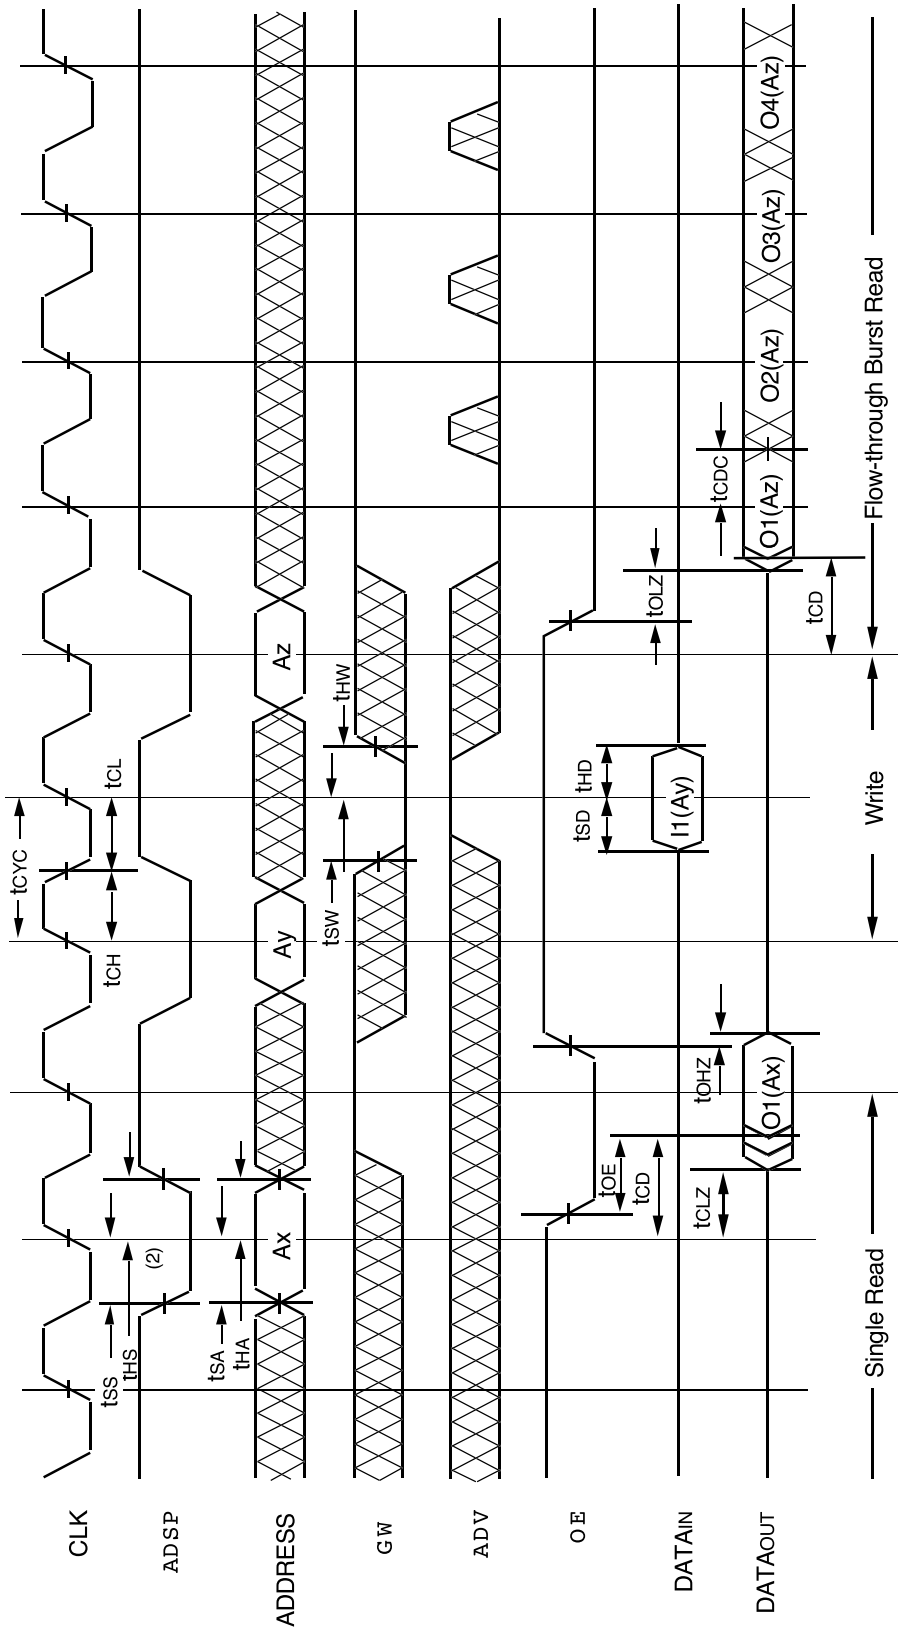 CLK
tCYC
tCH
tCL
ADSP
tSS
tHS
(2)
ADDRESS
tSA
tHA
Ax
Ay
Az
GW
tSW
tHW
ADV
OE
DATAIN
tOE
tCD
tSD
tHD
I1(Ay)
tOLZ
DATAOUT
tCLZ
O1(Ax)
tOHZ
tCDC
tCD
O1(Az)
O2(Az)
O3(Az)
O4(Az)
Single Read
Write
Flow-through Burst Read